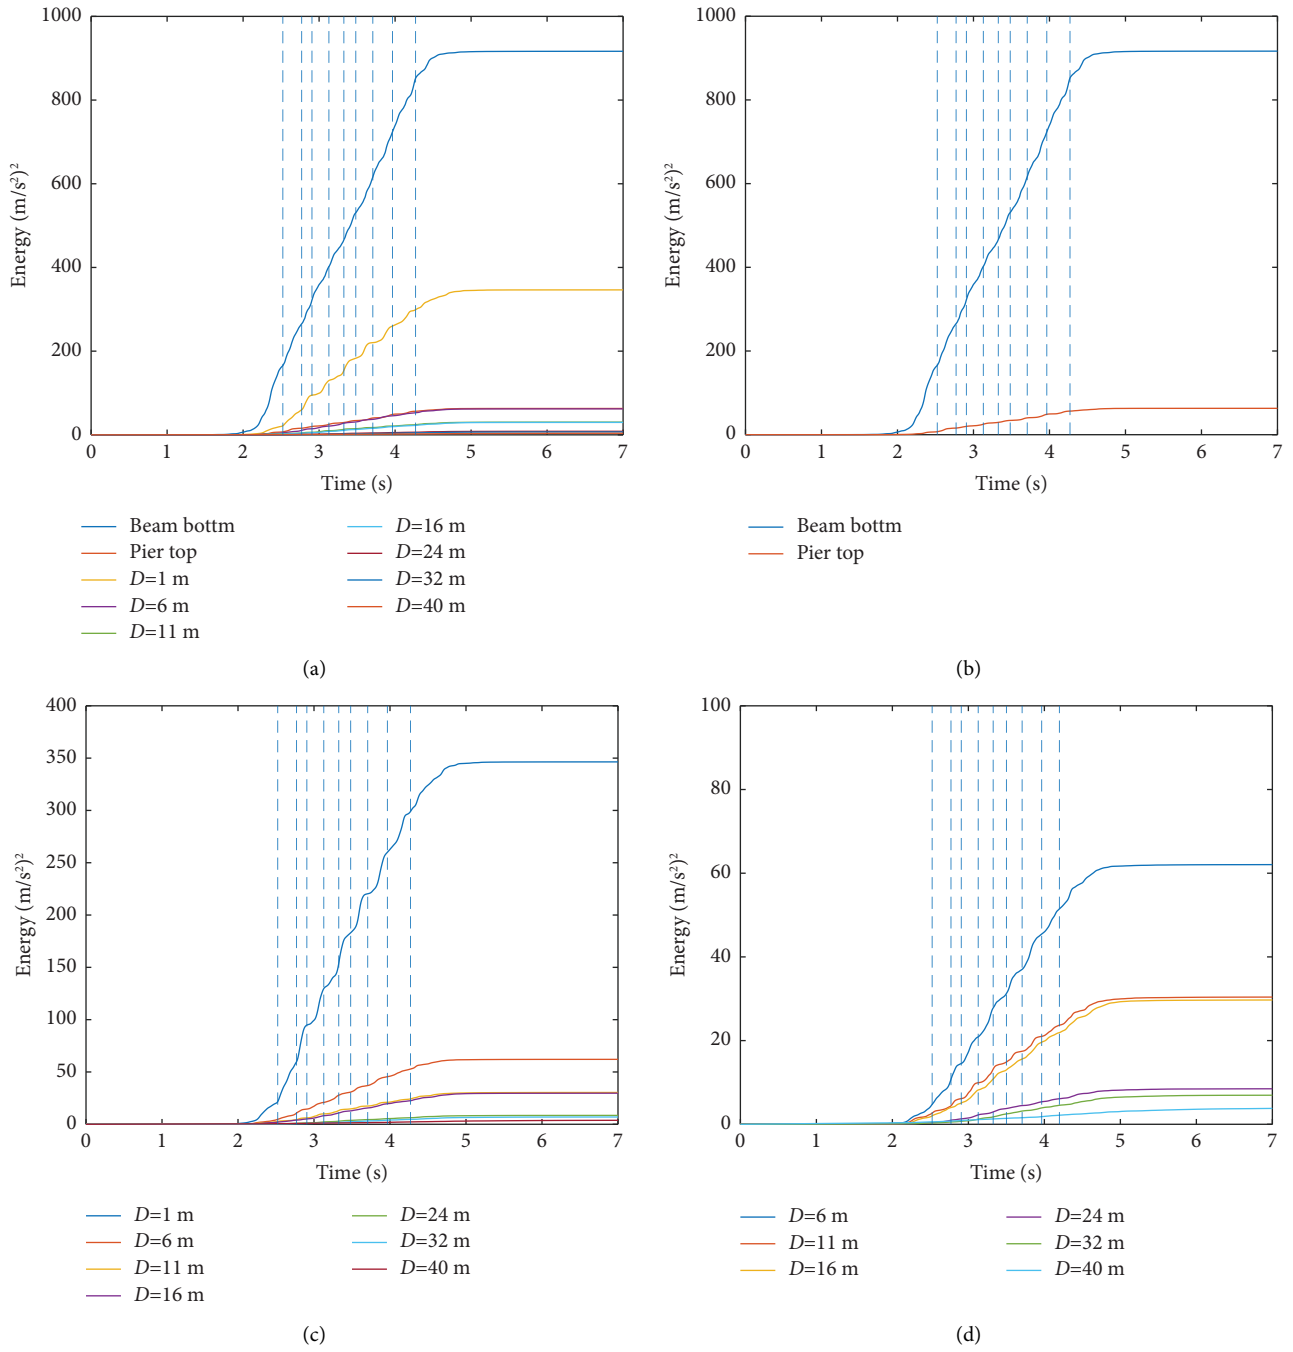 1000
800
600
400
200
0
Energy (m/s²)²
0 1 2 3 4 5 6 7
Time (s)
Beam bottm
Pier top
D=1 m
D=6 m
D=11 m
D=16 m
D=24 m
D=32 m
D=40 m
(a)
1000
800
600
400
200
0
Energy (m/s²)²
0 1 2 3 4 5 6 7
Time (s)
Beam bottm
Pier top
(b)
400
350
300
250
200
150
100
50
0
Energy (m/s²)²
0 1 2 3 4 5 6 7
Time (s)
D=1 m
D=6 m
D=11 m
D=16 m
D=24 m
D=32 m
D=40 m
(c)
100
80
60
40
20
0
Energy (m/s²)²
0 1 2 3 4 5 6 7
Time (s)
D=6 m
D=11 m
D=16 m
D=24 m
D=32 m
D=40 m
(d)